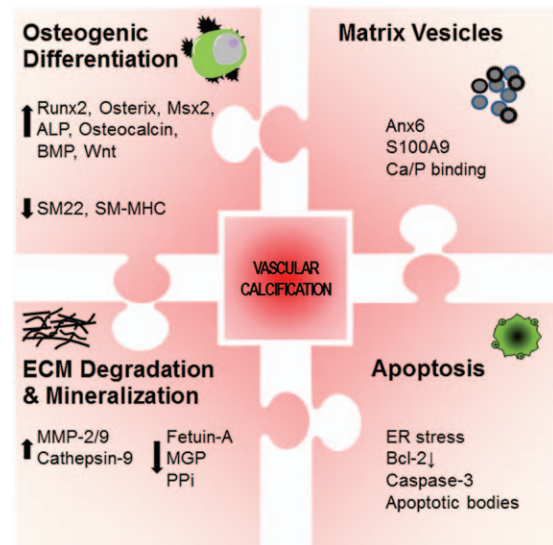 Osteogenic
Differentiation
Runx2, Osterix, Msx2,
ALP, Osteocalcin,
BMP, Wnt
SM22, SM-MHC
Matrix Vesicles
Anx6
S100A9
Ca/P binding
VASCULAR
CALCIFICATION
ECM Degradation
& Mineralization
MMP-2/9
Cathepsin-9
Fetuin-A
MGP
PPi
Apoptosis
ER stress
Bcl-2↓
Caspase-3
Apoptotic bodies